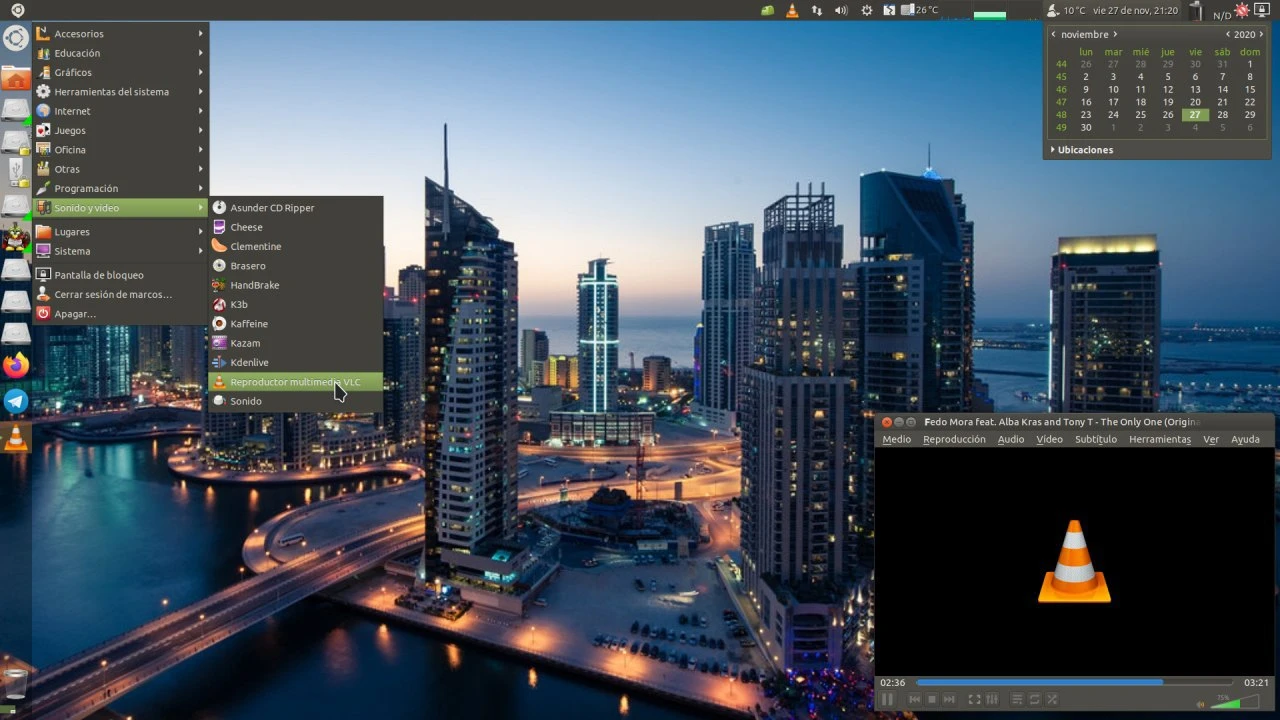 26 °C
10 °C
vie 27 de nov, 21:20
N/D
Accesorios
Educación
Gráficos
Herramientas del sistema
Internet
Juegos
Oficina
Otras
Programación
Sonido y vídeo
Lugares
Sistema
Pantalla de bloqueo
Cerrar sesión de marcos...
Apagar...
Asunder CD Ripper
Cheese
Clementine
Brasero
HandBrake
K3b
Kaffeine
Kazam
Kdenlive
Reproductor multimedia VLC
Sonido
noviembre 2020
lun mar mié jue vie sáb dom
44 26 27 28 29 30 31 1
45 2 3 4 5 6 7 8
46 9 10 11 12 13 14 15
47 16 17 18 19 20 21 22
48 23 24 25 26 27 28 29
49 30 1 2 3 4 5 6
Ubicaciones
Fedo Mora feat. Alba Kras and Tony T - The Only One (Origina
Medio Reproducción Audio Vídeo Subtítulo Herramientas Ver Ayuda
02:36 03:21
75%